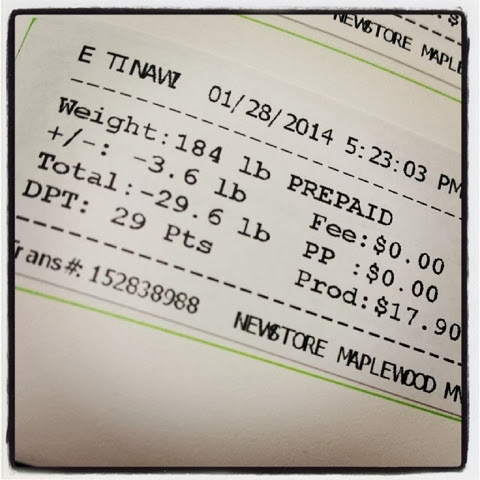 NEWSTORE MAPLE
E TINAWI 01/28/2014 5:23:03 PM
Weight:184 lb PREPAID
+/-: -3.6 lb Fee:$0.00
Total:-29.6 lb PP :$0.00
DPT: 29 Pts Prod:$17.90
Trans#:152838988 NEWSTORE MAPLEWOOD MN